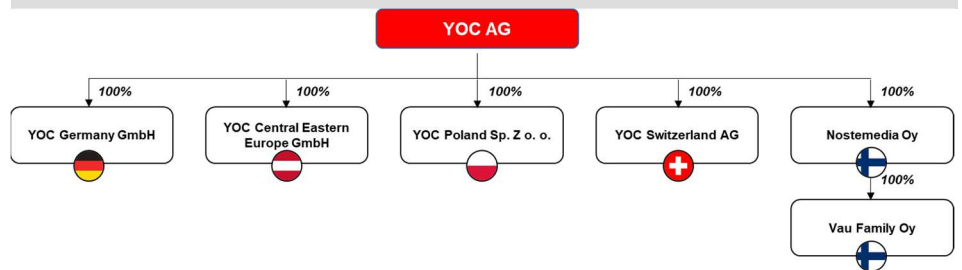 YOC AG
100%
100%
100%
100%
100%
YOC Germany GmbH
YOC Central Eastern
Europe GmbH
YOC Poland Sp. Z o. o.
YOC Switzerland AG
Nostemedia Oy
100%
Vau Family Oy